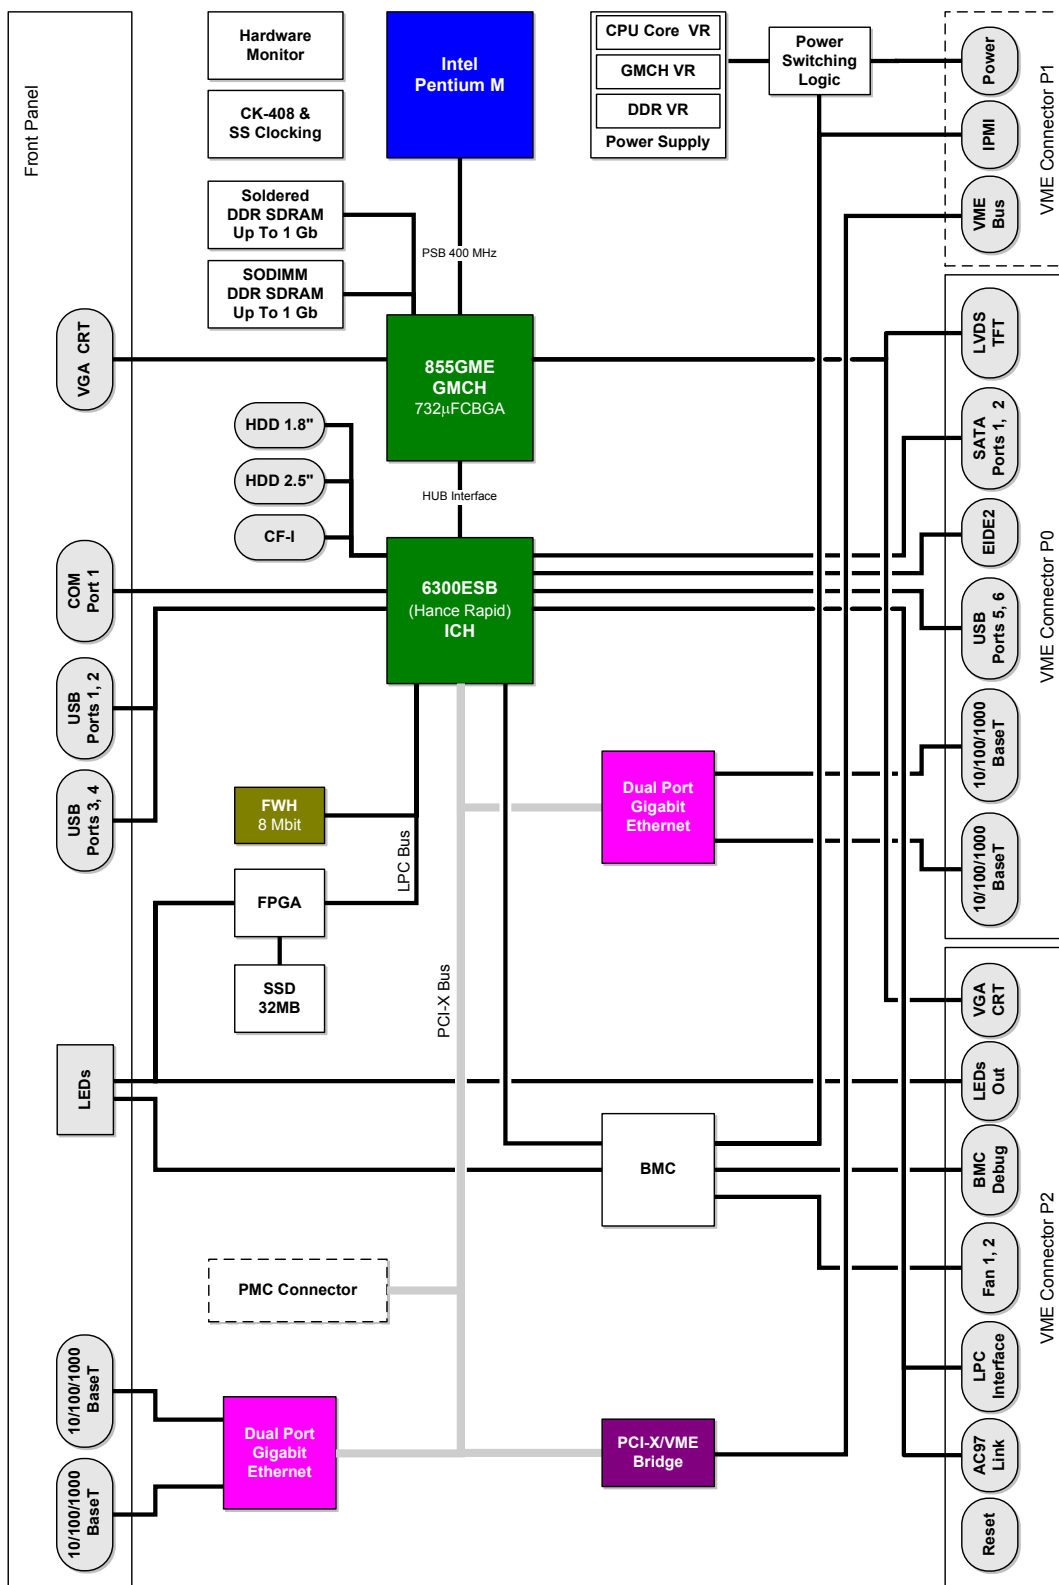 Front Panel
Hardware
Monitor
CK-408 &
SS Clocking
Intel
Pentium M
CPU Core VR
GMCH VR
DDR VR
Power Supply
Power
Switching
Logic
Power
IPMI
VME
Bus
VME Connector P1
Soldered
DDR SDRAM
Up To 1 Gb
SODIMM
DDR SDRAM
Up To 1 Gb
PSB 400 MHz
VGA CRT
855GME
GMCH
732µFCBGA
HDD 1.8"
HDD 2.5"
CF-I
HUB Interface
LVDS
TFT
SATA
Ports 1, 2
EIDE2
USB
Ports 5, 6
10/100/1000
BaseT
10/100/1000
BaseT
VME Connector P0
COM
Port 1
USB
Ports 1, 2
USB
Ports 3, 4
6300ESB
(Hance Rapid)
ICH
FWH
8 Mbit
LPC Bus
FPGA
SSD
32MB
PCI-X Bus
Dual Port
Gigabit
Ethernet
LEDs
BMC
VGA
CRT
LEDs
Out
BMC
Debug
Fan 1, 2
LPC
Interface
AC97
Link
Reset
VME Connector P2
PMC Connector
10/100/1000
BaseT
10/100/1000
BaseT
Dual Port
Gigabit
Ethernet
PCI-X/VME
Bridge